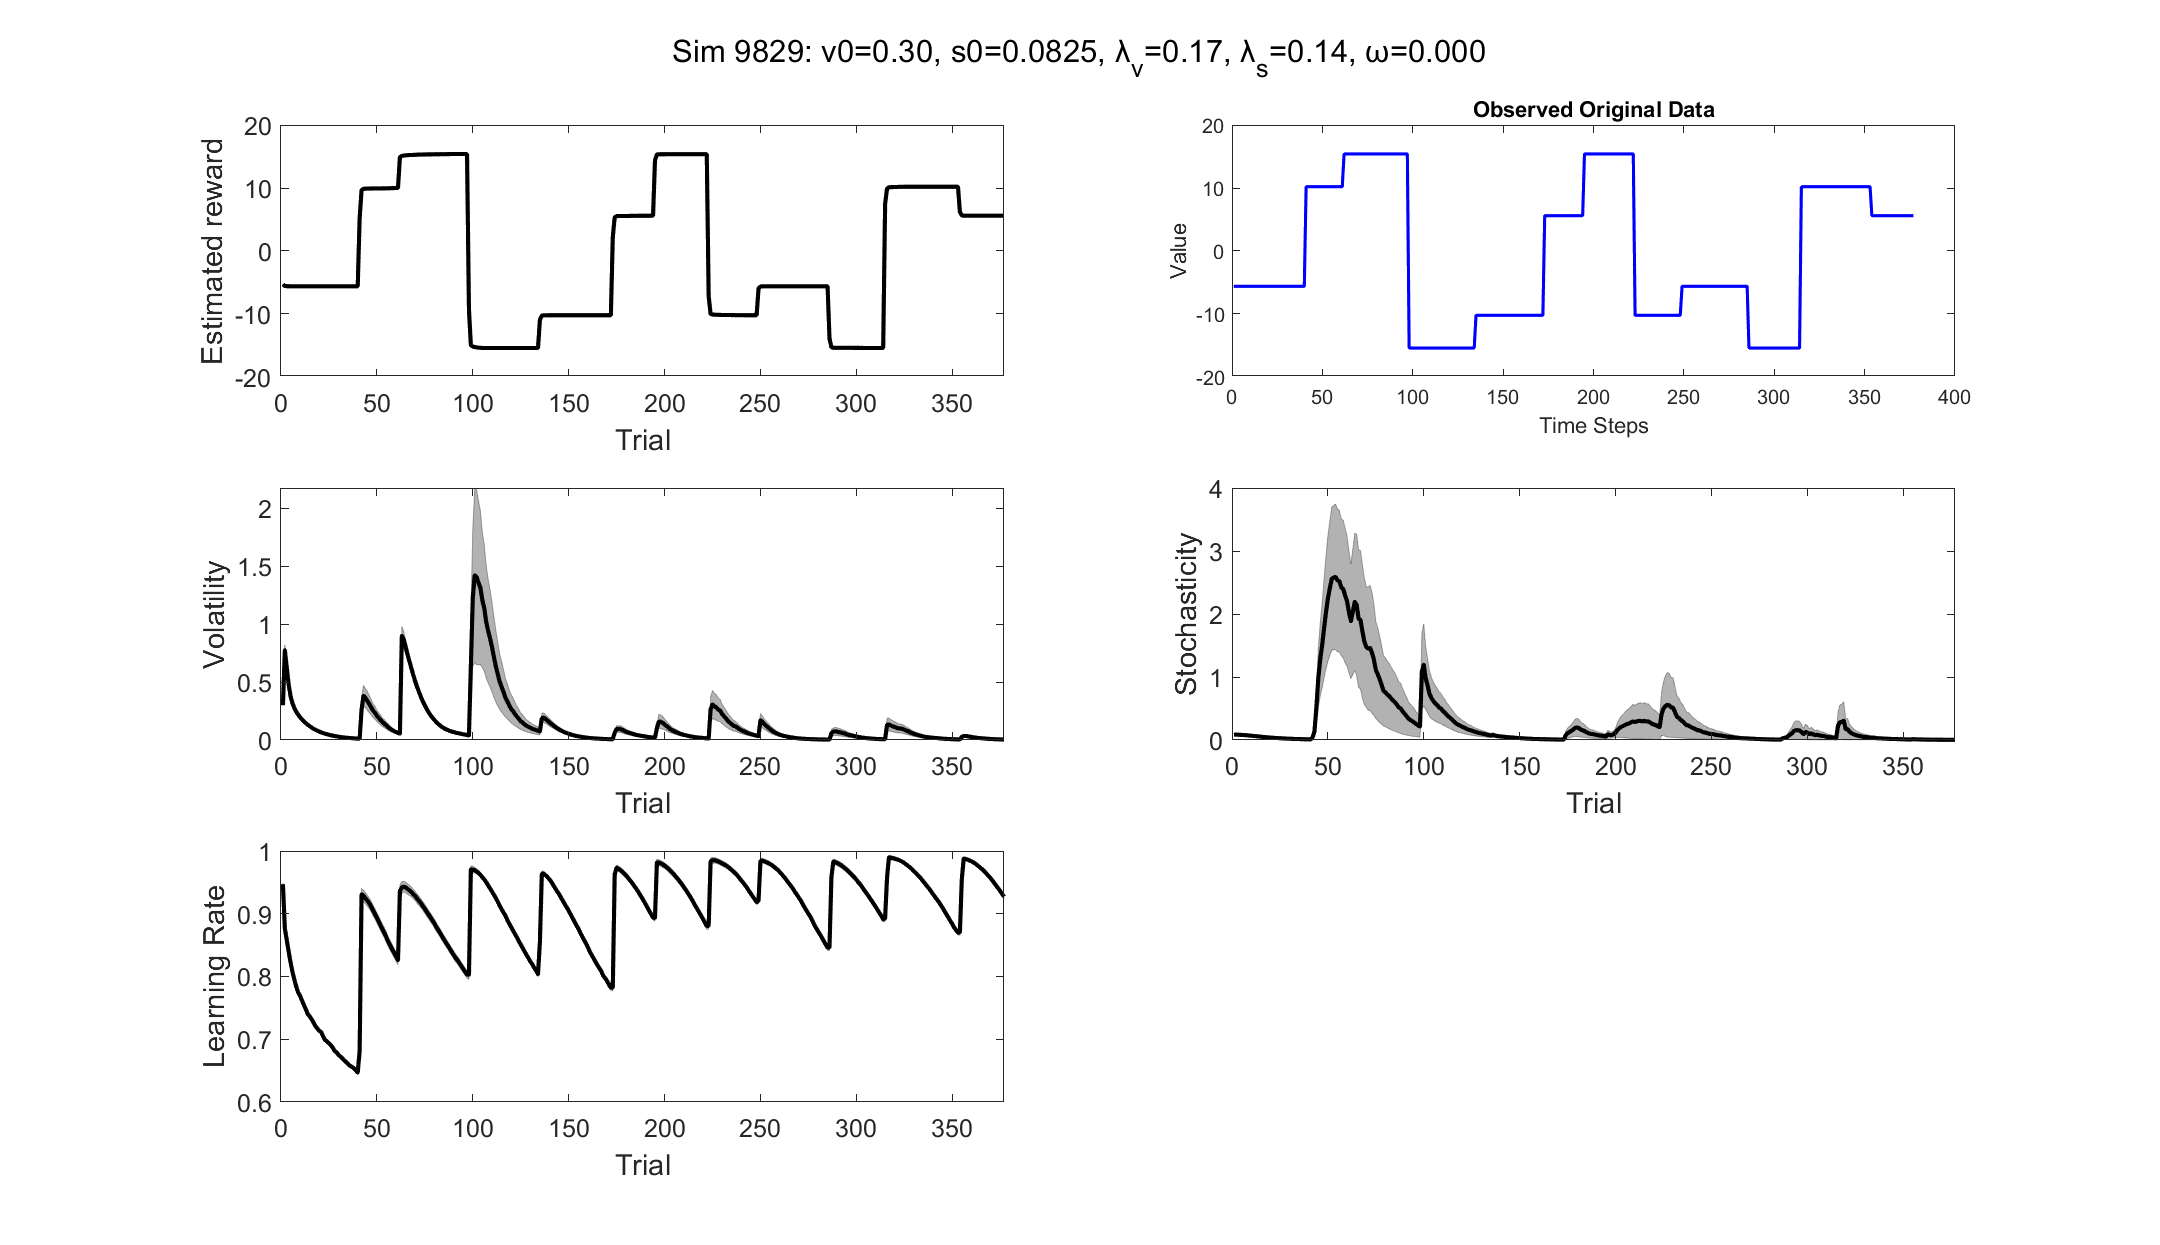 Sim 9829: v0=0.30, s0=0.0825, λ_v=0.17, λ_s=0.14, ω=0.000
Estimated reward
20
10
0
-10
-20
0 50 100 150 200 250 300 350
Trial
Observed Original Data
Value
20
10
0
-10
-20
0 50 100 150 200 250 300 350 400
Time Steps
Volatility
2
1.5
1
0.5
0
0 50 100 150 200 250 300 350
Trial
Stochasticity
4
3
2
1
0
0 50 100 150 200 250 300 350
Trial
Learning Rate
1
0.9
0.8
0.7
0.6
0 50 100 150 200 250 300 350
Trial